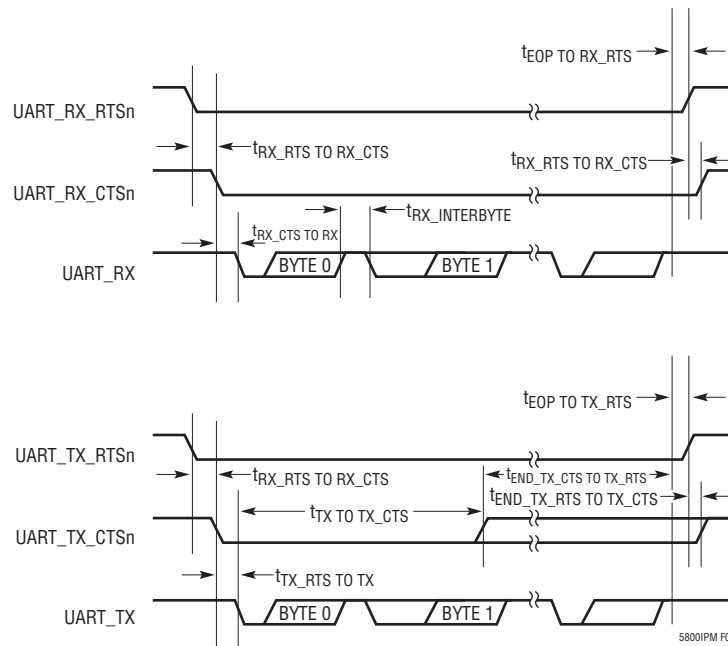 tEOP TO RX_RTS
UART_RX_RTSn
tRX_RTS TO RX_CTS
tRX_RTS TO RX_CTS
UART_RX_CTSn
tRX_INTERBYTE
tRX_CTS TO RX
UART_RX
BYTE 0
BYTE 1
tEOP TO TX_RTS
UART_TX_RTSn
tRX_RTS TO RX_CTS
tEND_TX_CTS TO TX_RTS
tEND_TX_RTS TO TX_CTS
tTX TO TX_CTS
UART_TX_CTSn
tTX_RTS TO TX
UART_TX
BYTE 0
BYTE 1
5800IPM